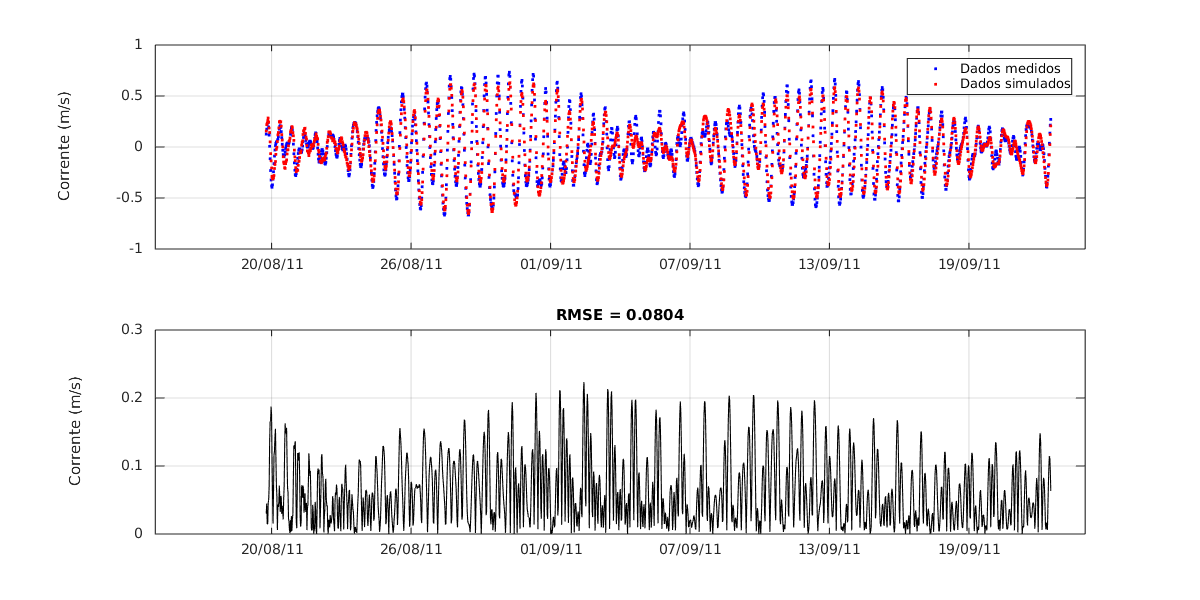 1
0.5
0
-0.5
-1
Corrente (m/s)
Dados medidos
Dados simulados
20/08/11 26/08/11 01/09/11 07/09/11 13/09/11 19/09/11
RMSE = 0.0804
0.3
0.2
0.1
0
Corrente (m/s)
20/08/11 26/08/11 01/09/11 07/09/11 13/09/11 19/09/11